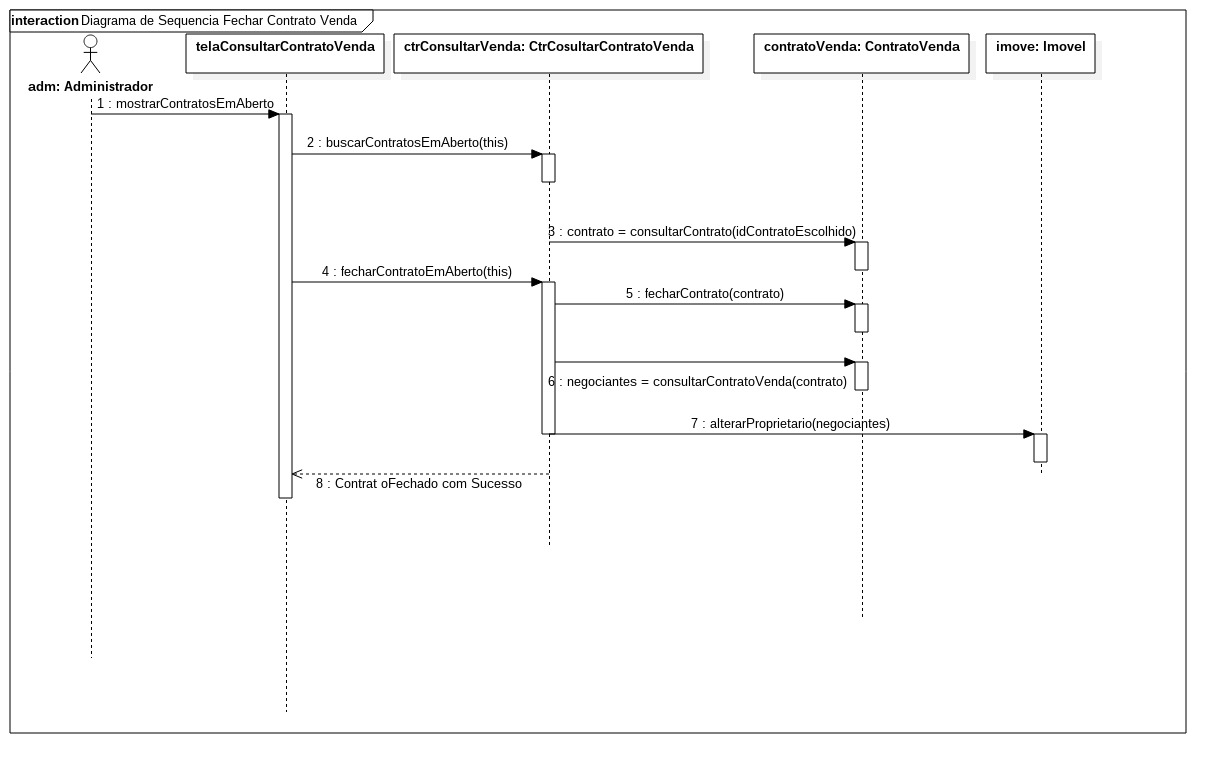 interaction Diagrama de Sequencia Fechar Contrato Venda
adm: Administrador
telaConsultarContratoVenda
ctrConsultarVenda: CtrCosultarContratoVenda
contratoVenda: ContratoVenda
imove: Imovel
1 : mostrarContratosEmAberto
2 : buscarContratosEmAberto(this)
3 : contrato = consultarContrato(idContratoEscolhido)
4 : fecharContratoEmAberto(this)
5 : fecharContrato(contrato)
6 : negociantes = consultarContratoVenda(contrato)
7 : alterarProprietario(negociantes)
8 : Contrat oFechado com Sucesso